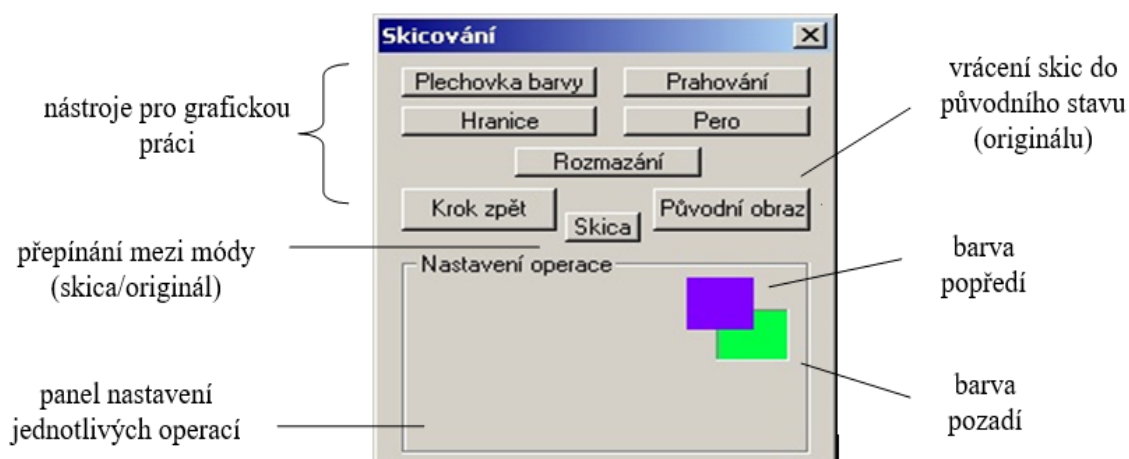 Skicování
Plechovka barvy
Prahování
Hranice
Pero
Rozmazání
Krok zpět
Skica
Původní obraz
Nastavení operace
nástroje pro grafickou
práci
přepínání mezi módy
(skica/originál)
panel nastavení
jednotlivých operací
vrácení skic do
původního stavu
(originálu)
barva
popředí
barva
pozadí